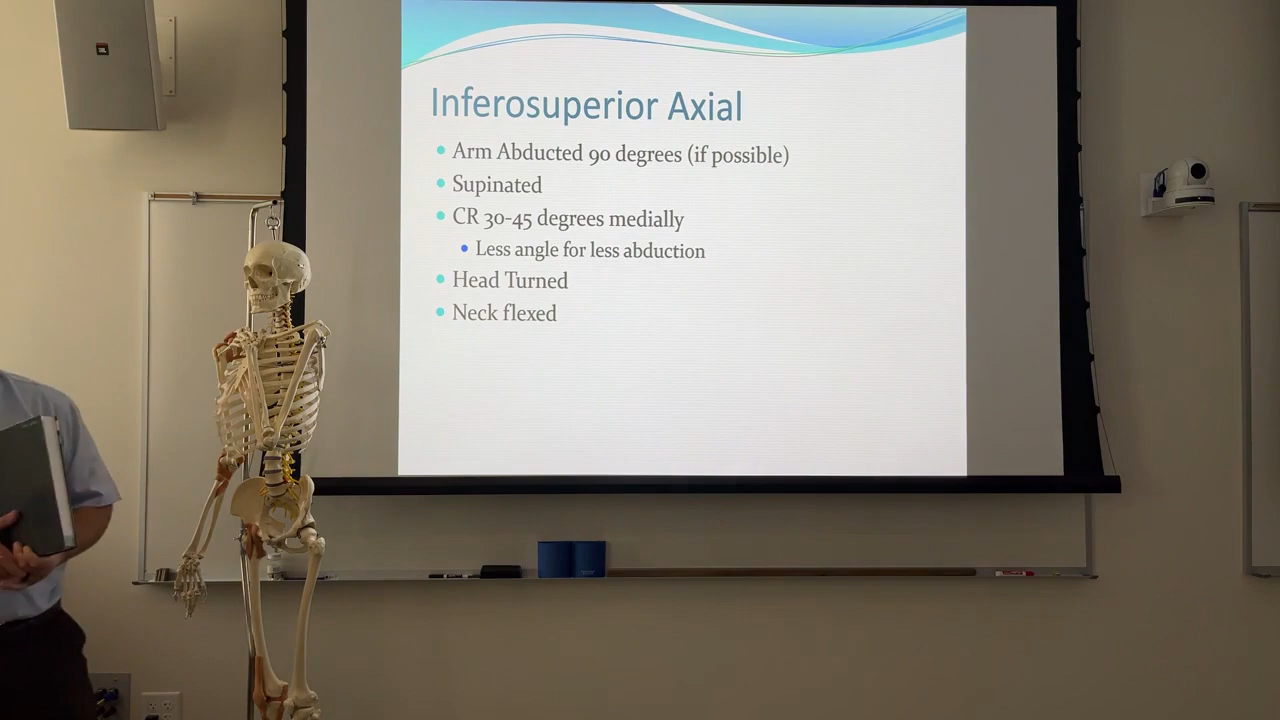 Inferosuperior Axial
Arm Abducted 90 degrees (if possible)
Supinated
CR 30-45 degrees medially
Less angle for less abduction
Head Turned
Neck flexed
JBL